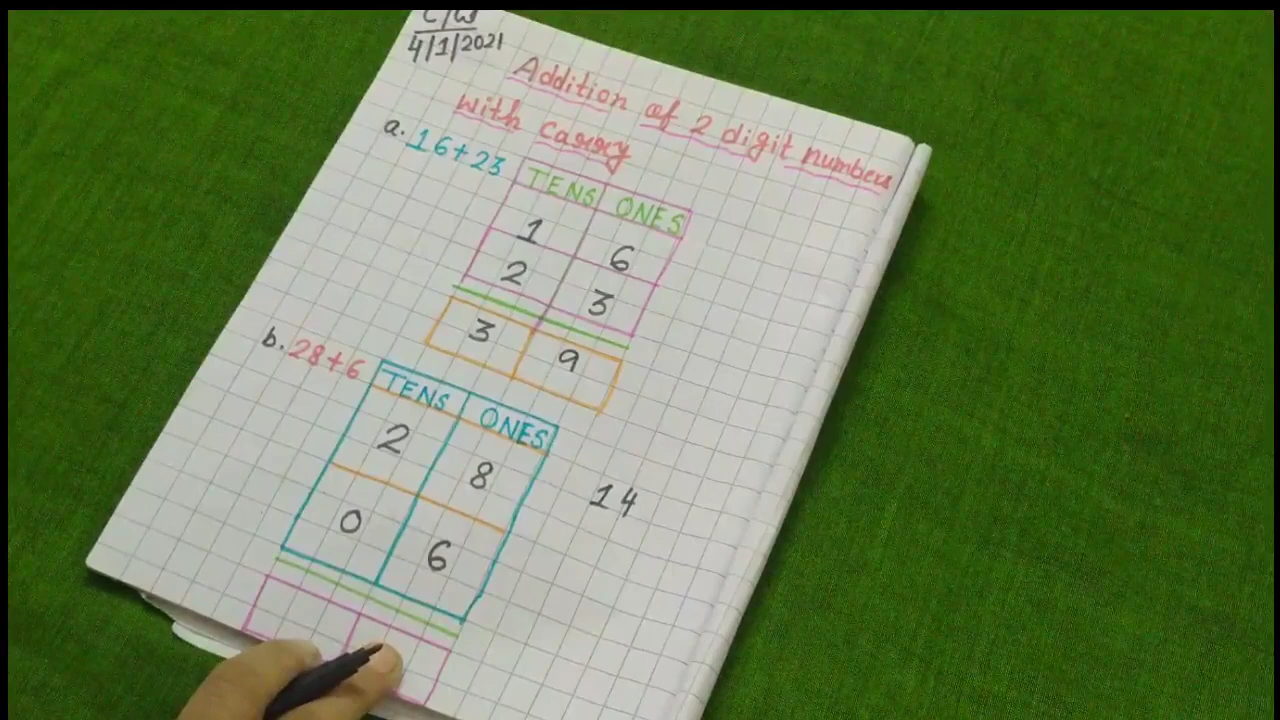 C/W
4/1/2021
Addition of 2 digit numbers
with carry
a. 16+23
TENS ONES
1 6
2 3
3 9
b. 28+6
TENS ONES
2 8
14
0 6